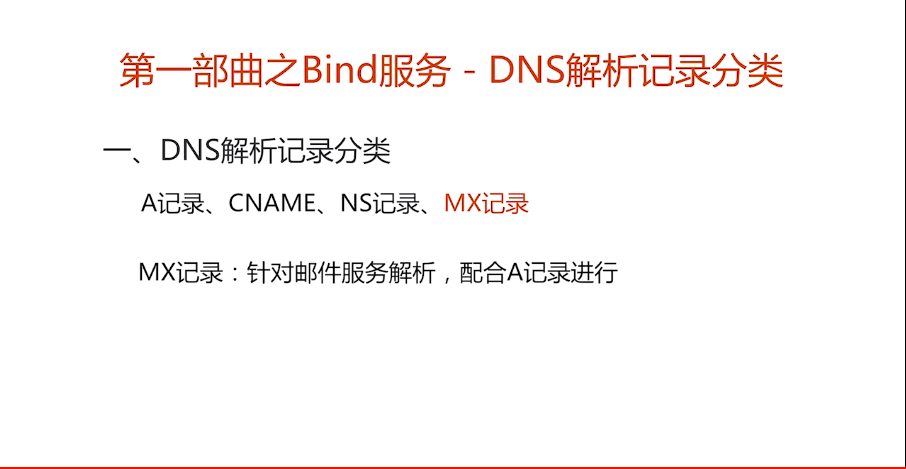 第一部曲之Bind服务 - DNS解析记录分类
一、DNS解析记录分类
A记录、CNAME、NS记录、MX记录
MX记录：针对邮件服务解析，配合A记录进行